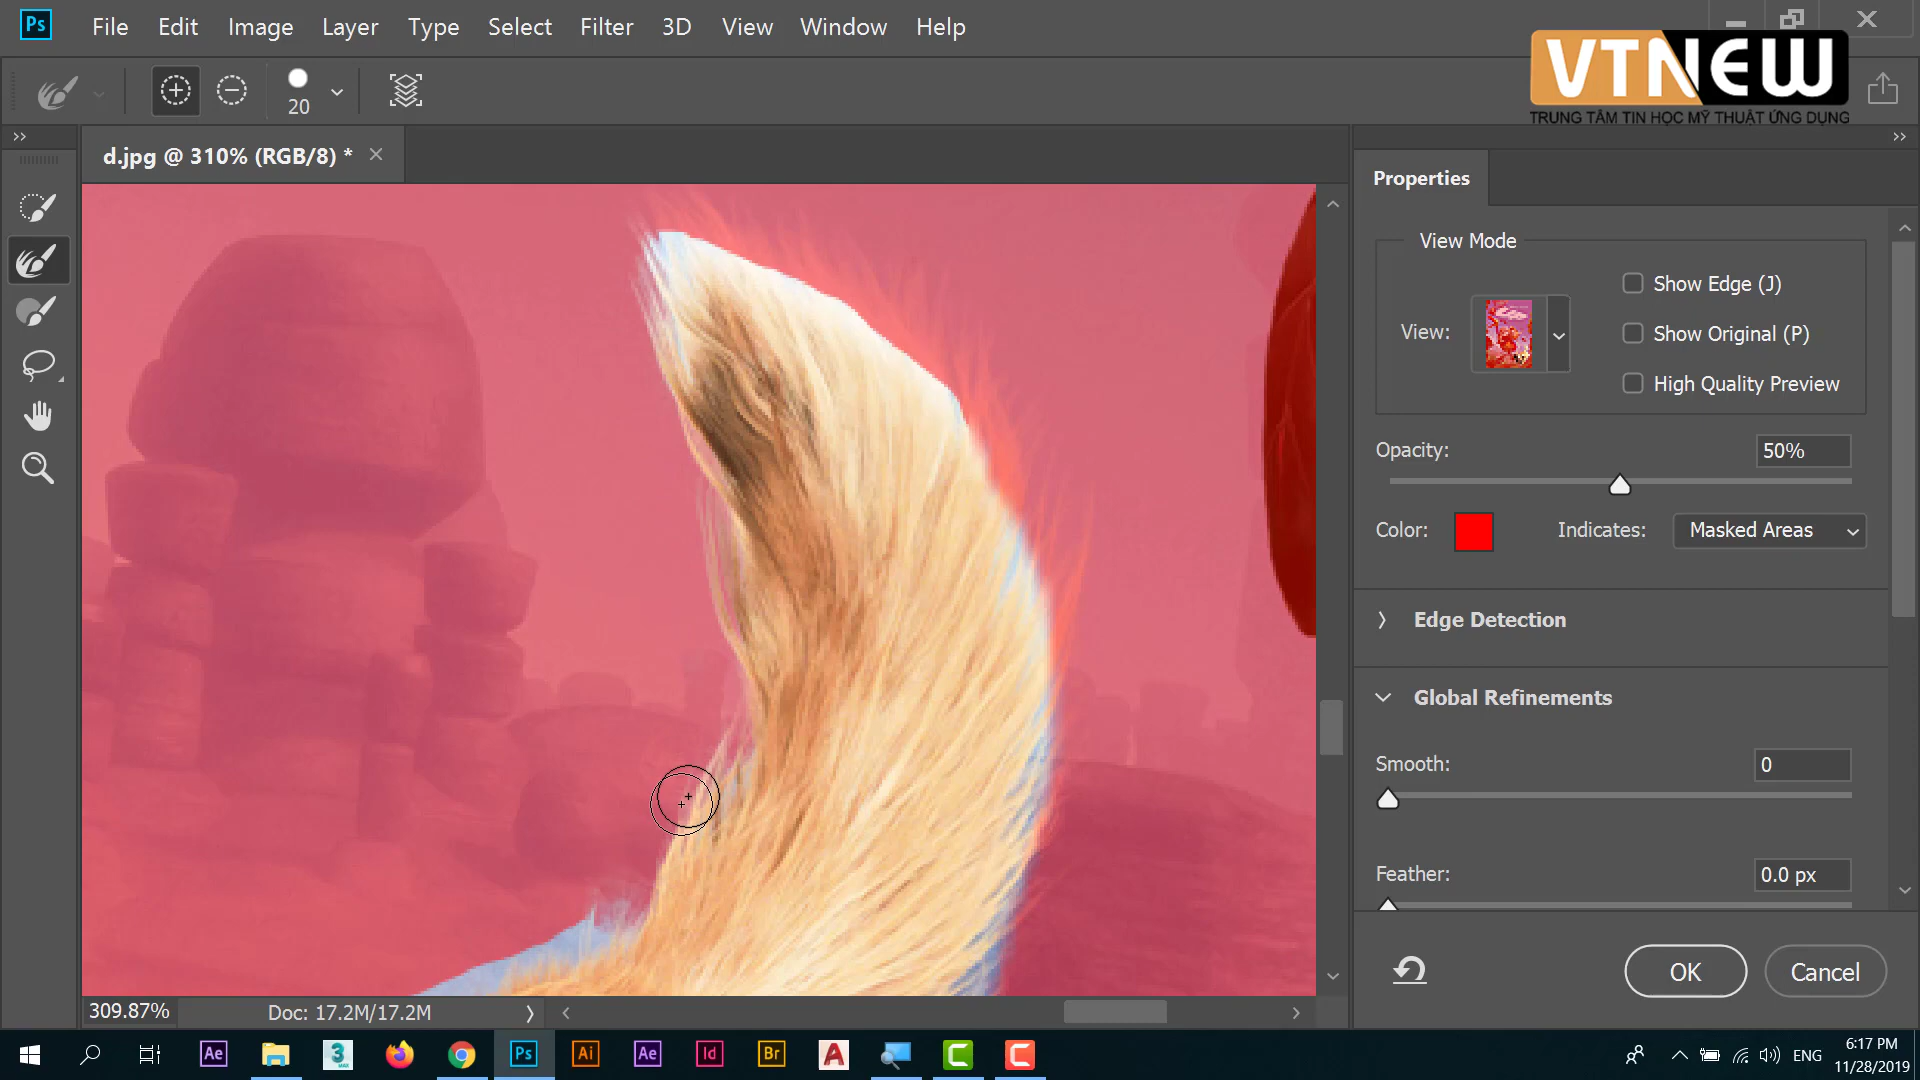 Ps File Edit Image Layer Type Select Filter 3D View Window Help
VTNEW
TRUNG TÂM TIN HỌC MỸ THUẬT ỨNG DỤNG
20
d.jpg @ 310% (RGB/8) *
Properties
View Mode
View:
Show Edge (J)
Show Original (P)
High Quality Preview
Opacity: 50%
Color: Indicates: Masked Areas
Edge Detection
Global Refinements
Smooth: 0
Feather: 0.0 px
OK Cancel
309.87% Doc: 17.2M/17.2M
Ae 3 Ps Ai Ae Id Br A C C ENG
6:17 PM
11/28/2019